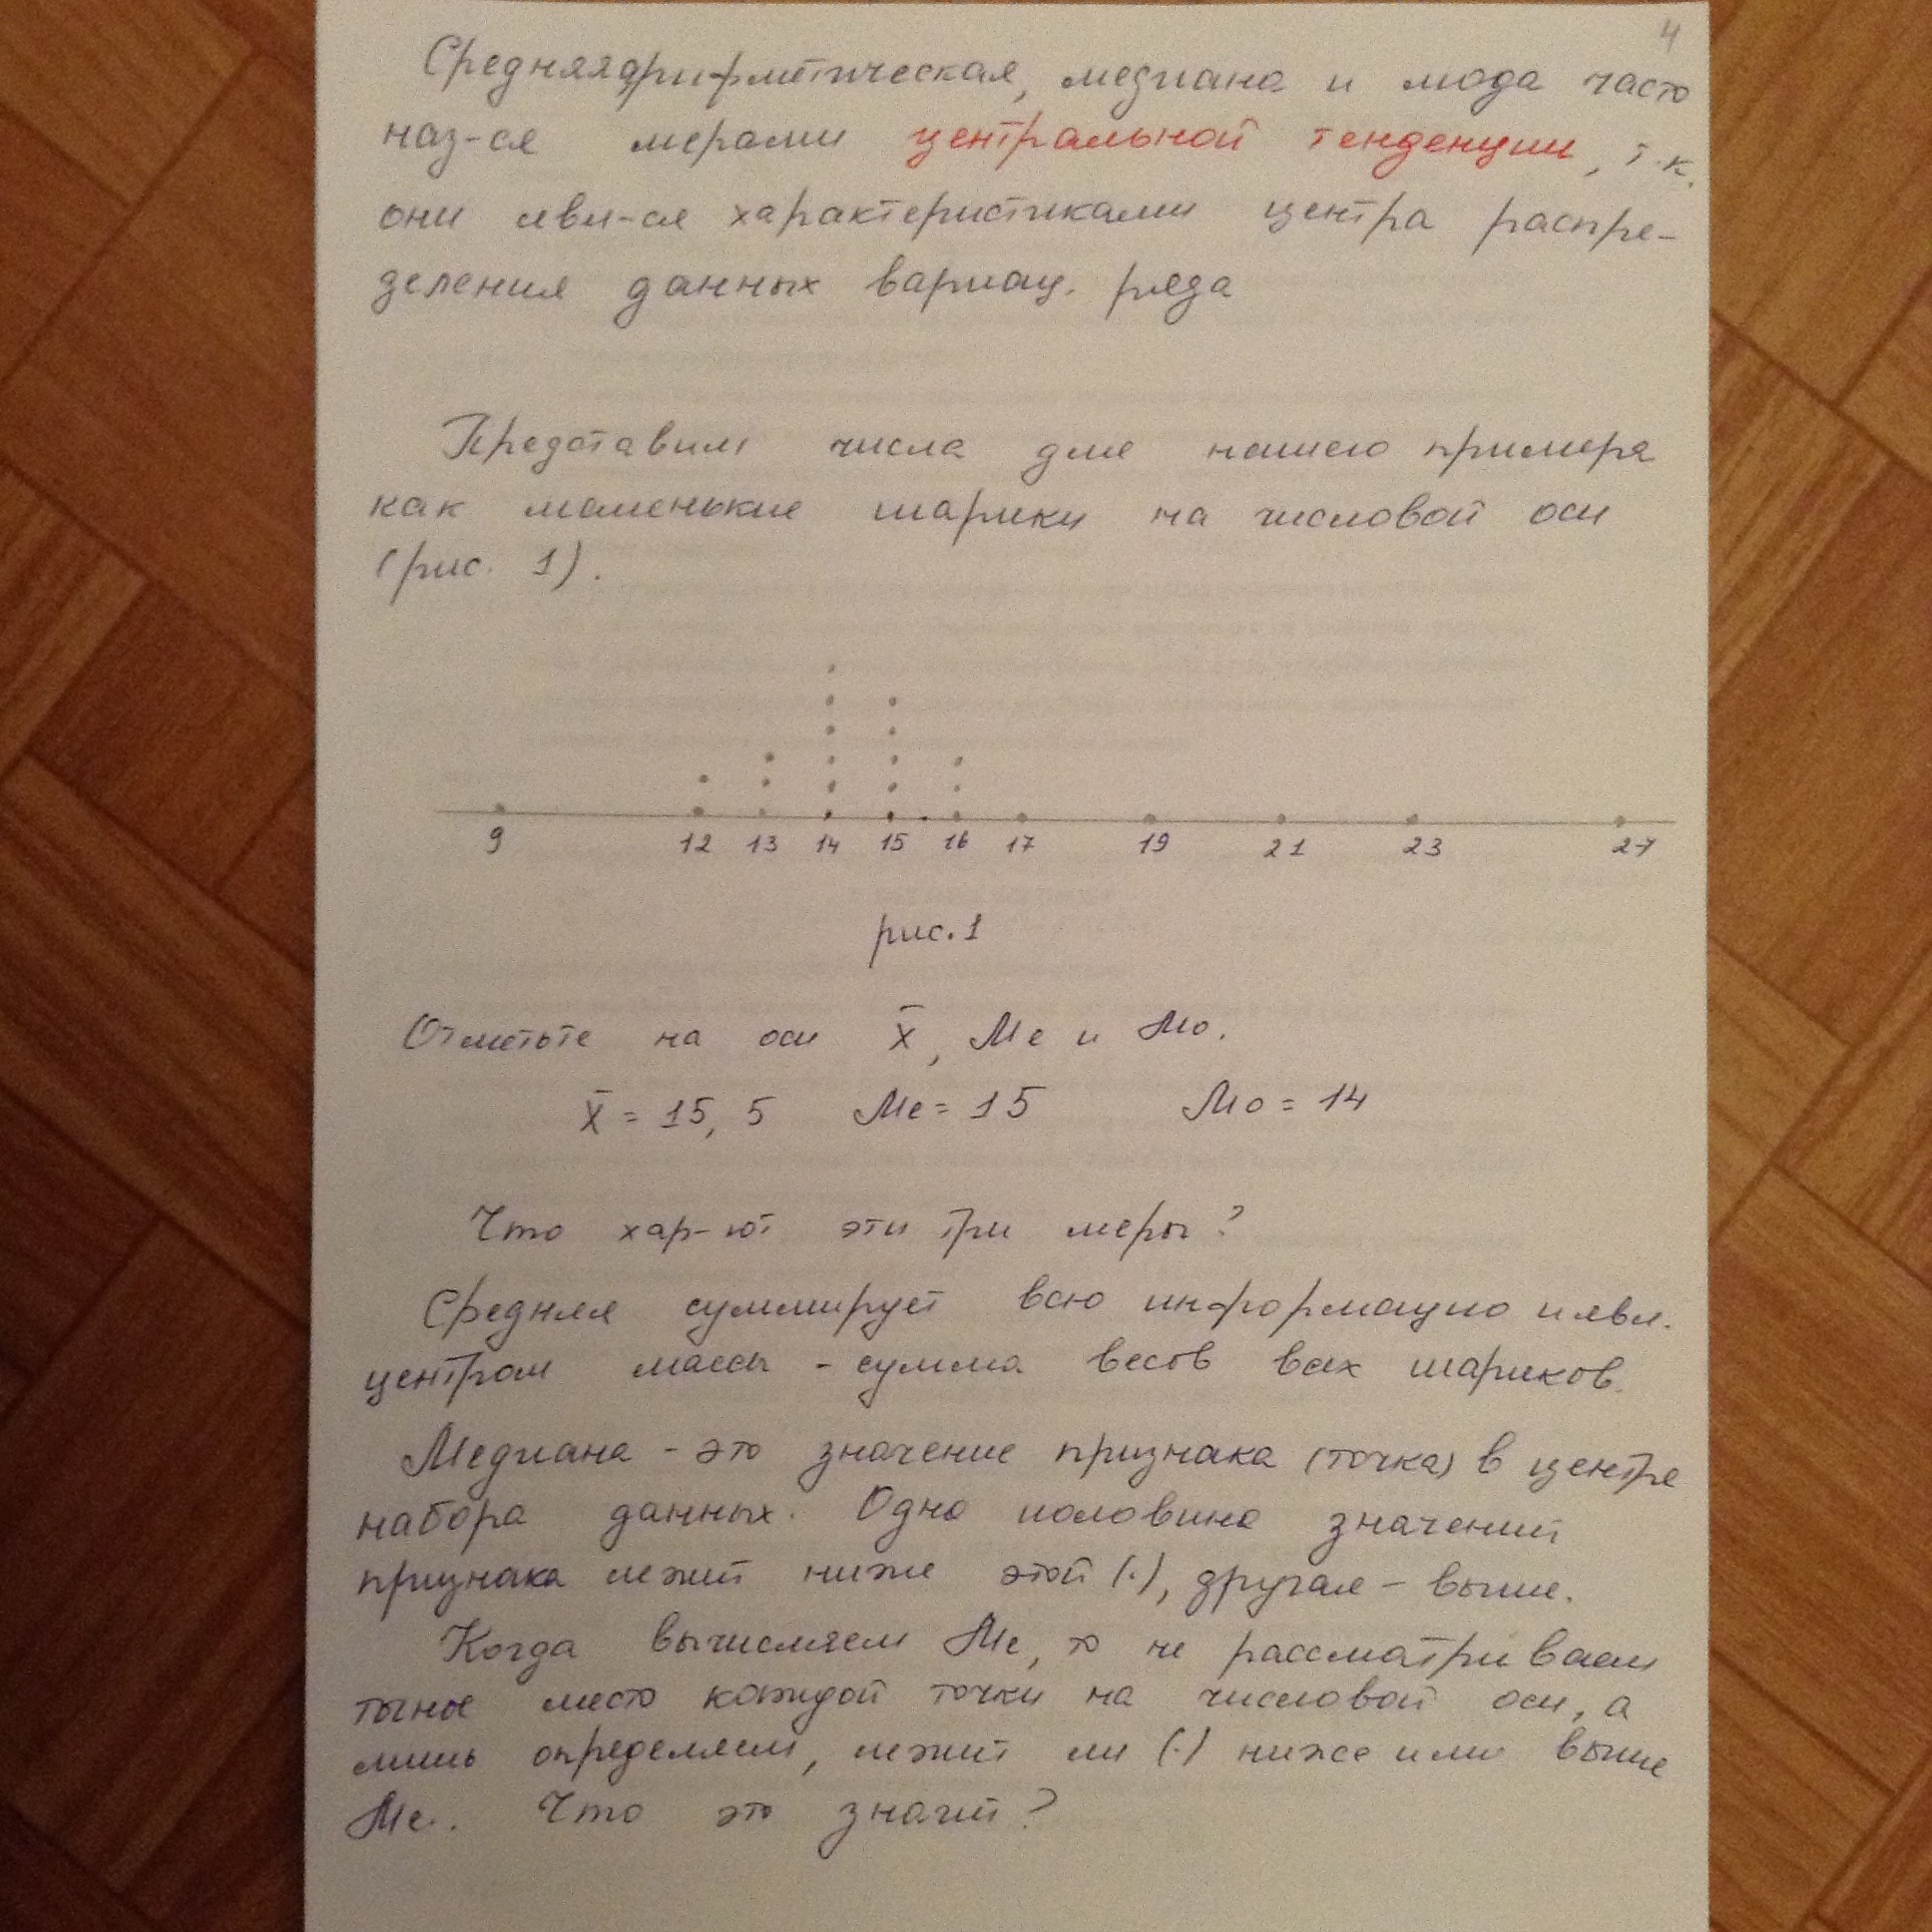 4
Средняя арифметическая, медиана и мода часто
наз-ся мерами центральной тенденции, т.к.
они явл-ся характеристиками центра распре-
деления данных вариац. ряда
Представим числа для нашего примера
как маленькие шарики на числовой оси
(рис. 1).
9 12 13 14 15 16 17 19 21 23 27
рис. 1
Отметьте на оси x̄, Me и Mo.
x̄ = 15,5 Me = 15 Mo = 14
Что хар-ют эти три меры?
Средняя суммирует всю информацию и явл.
центром массы - сумма весов всех шариков.
Медиана - это значение признака (точка) в центре
набора данных. Одна половина значений
признака лежит ниже этой (·), другая - выше.
Когда вычисляем Me, то не рассматриваем
точное место каждой точки на числовой оси, а
лишь определяем, лежит ли (·) ниже или выше
Me. Что это значит?